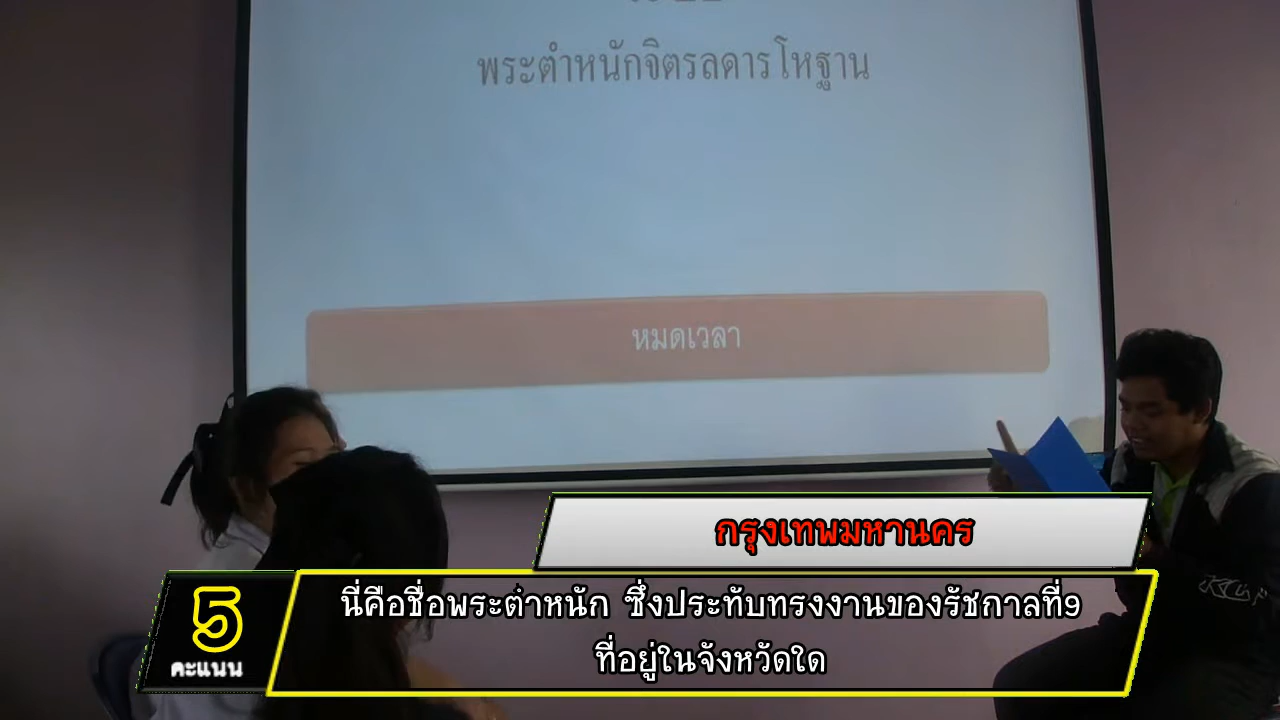 พระตำหนักจิตรลดารโหฐาน
หมดเวลา
กรุงเทพมหานคร
5
คะแนน
นี่คือชื่อพระตำหนัก ซึ่งประทับทรงงานของรัชกาลที่9
ที่อยู่ในจังหวัดใด